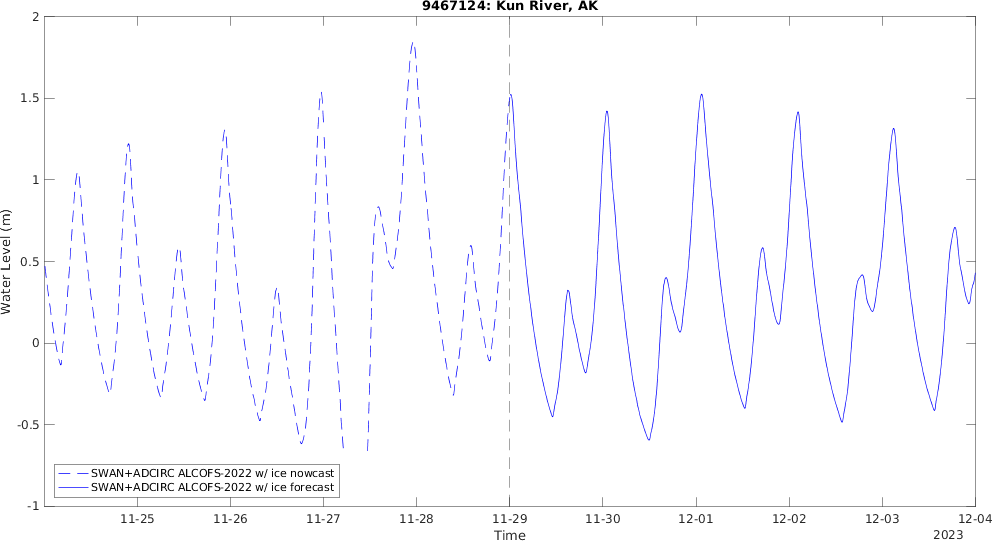 9467124: Kun River, AK
Water Level (m)
2
1.5
1
0.5
0
-0.5
-1
SWAN+ADCIRC ALCOFS-2022 w/ ice nowcast
SWAN+ADCIRC ALCOFS-2022 w/ ice forecast
11-25 11-26 11-27 11-28 11-29 11-30 12-01 12-02 12-03 12-04
Time
2023